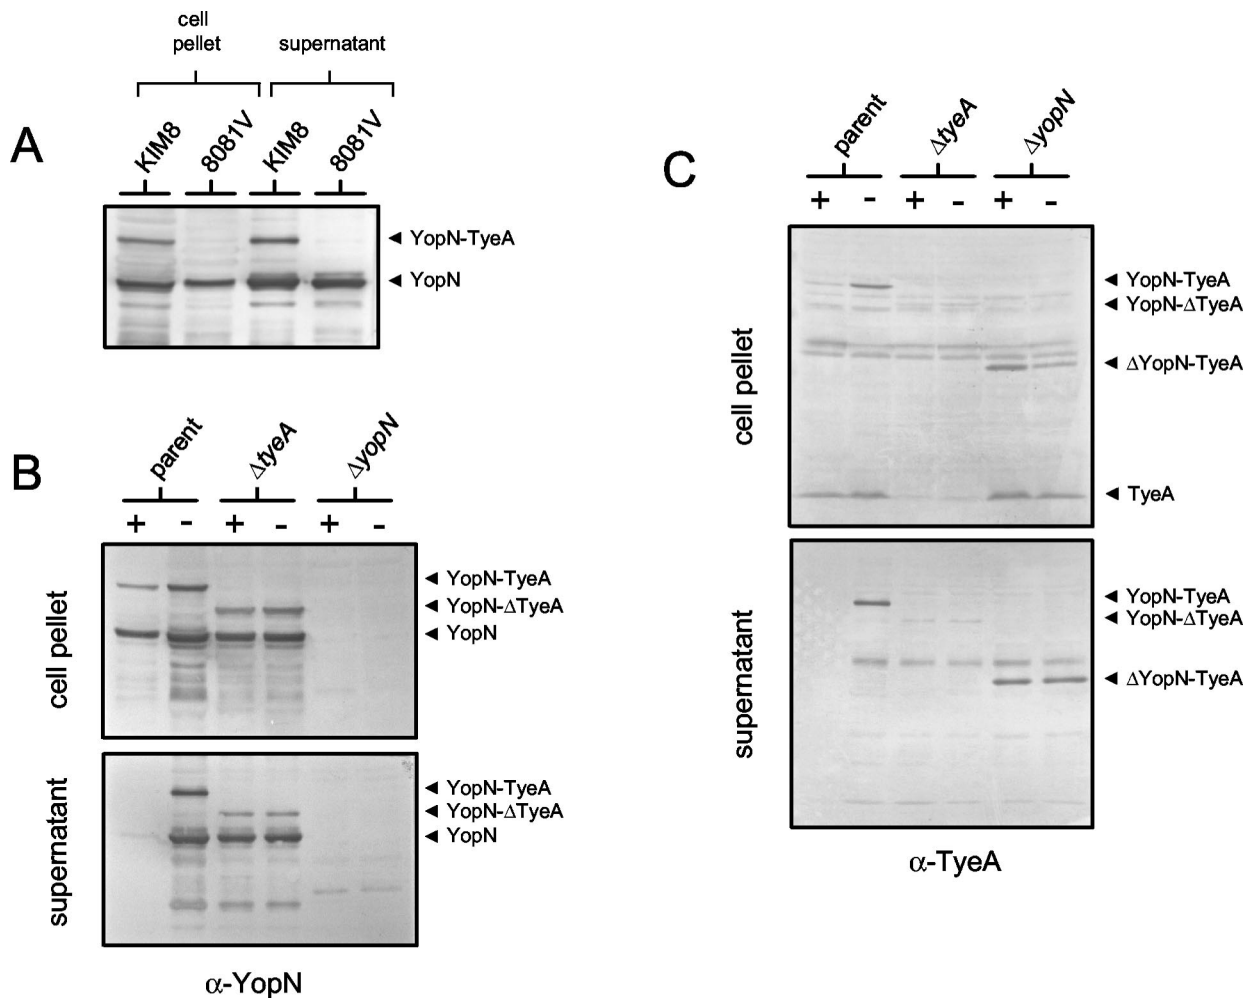 cell
pellet
supernatant
A
KIM8
8081V
KIM8
8081V
◄ YopN-TyeA
◄ YopN
B
parent
ΔtyeA
ΔyopN
+ - + - + -
cell pellet
◄ YopN-TyeA
◄ YopN-ΔTyeA
◄ YopN
supernatant
◄ YopN-TyeA
◄ YopN-ΔTyeA
◄ YopN
α-YopN
C
parent
ΔtyeA
ΔyopN
+ - + - + -
cell pellet
◄ YopN-TyeA
◄ YopN-ΔTyeA
◄ ΔYopN-TyeA
◄ TyeA
supernatant
◄ YopN-TyeA
◄ YopN-ΔTyeA
◄ ΔYopN-TyeA
α-TyeA